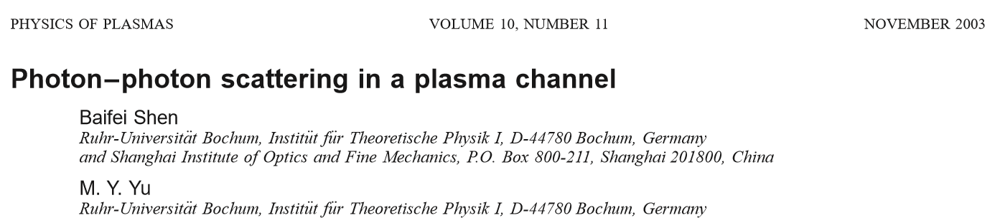 PHYSICS OF PLASMAS VOLUME 10, NUMBER 11 NOVEMBER 2003
Photon–photon scattering in a plasma channel
Baifei Shen
Ruhr-Universität Bochum, Institüt für Theoretische Physik I, D-44780 Bochum, Germany
and Shanghai Institute of Optics and Fine Mechanics, P.O. Box 800-211, Shanghai 201800, China
M. Y. Yu
Ruhr-Universität Bochum, Institüt für Theoretische Physik I, D-44780 Bochum, Germany